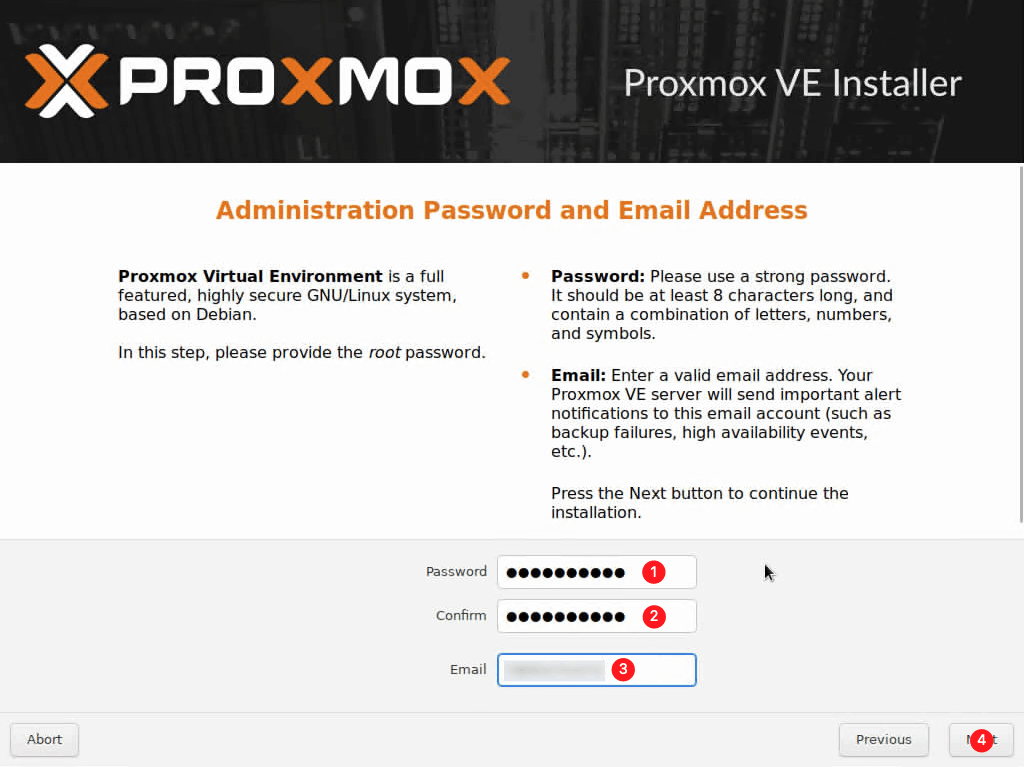 PROXMOX
Proxmox VE Installer
Administration Password and Email Address
Proxmox Virtual Environment is a full
featured, highly secure GNU/Linux system,
based on Debian.
In this step, please provide the root password.
Password: Please use a strong password.
It should be at least 8 characters long, and
contain a combination of letters, numbers,
and symbols.
Email: Enter a valid email address. Your
Proxmox VE server will send important alert
notifications to this email account (such as
backup failures, high availability events,
etc.).
Press the Next button to continue the
installation.
Password ●●●●●●●●●● 1
Confirm ●●●●●●●●●● 2
Email 3
Abort
Previous
4